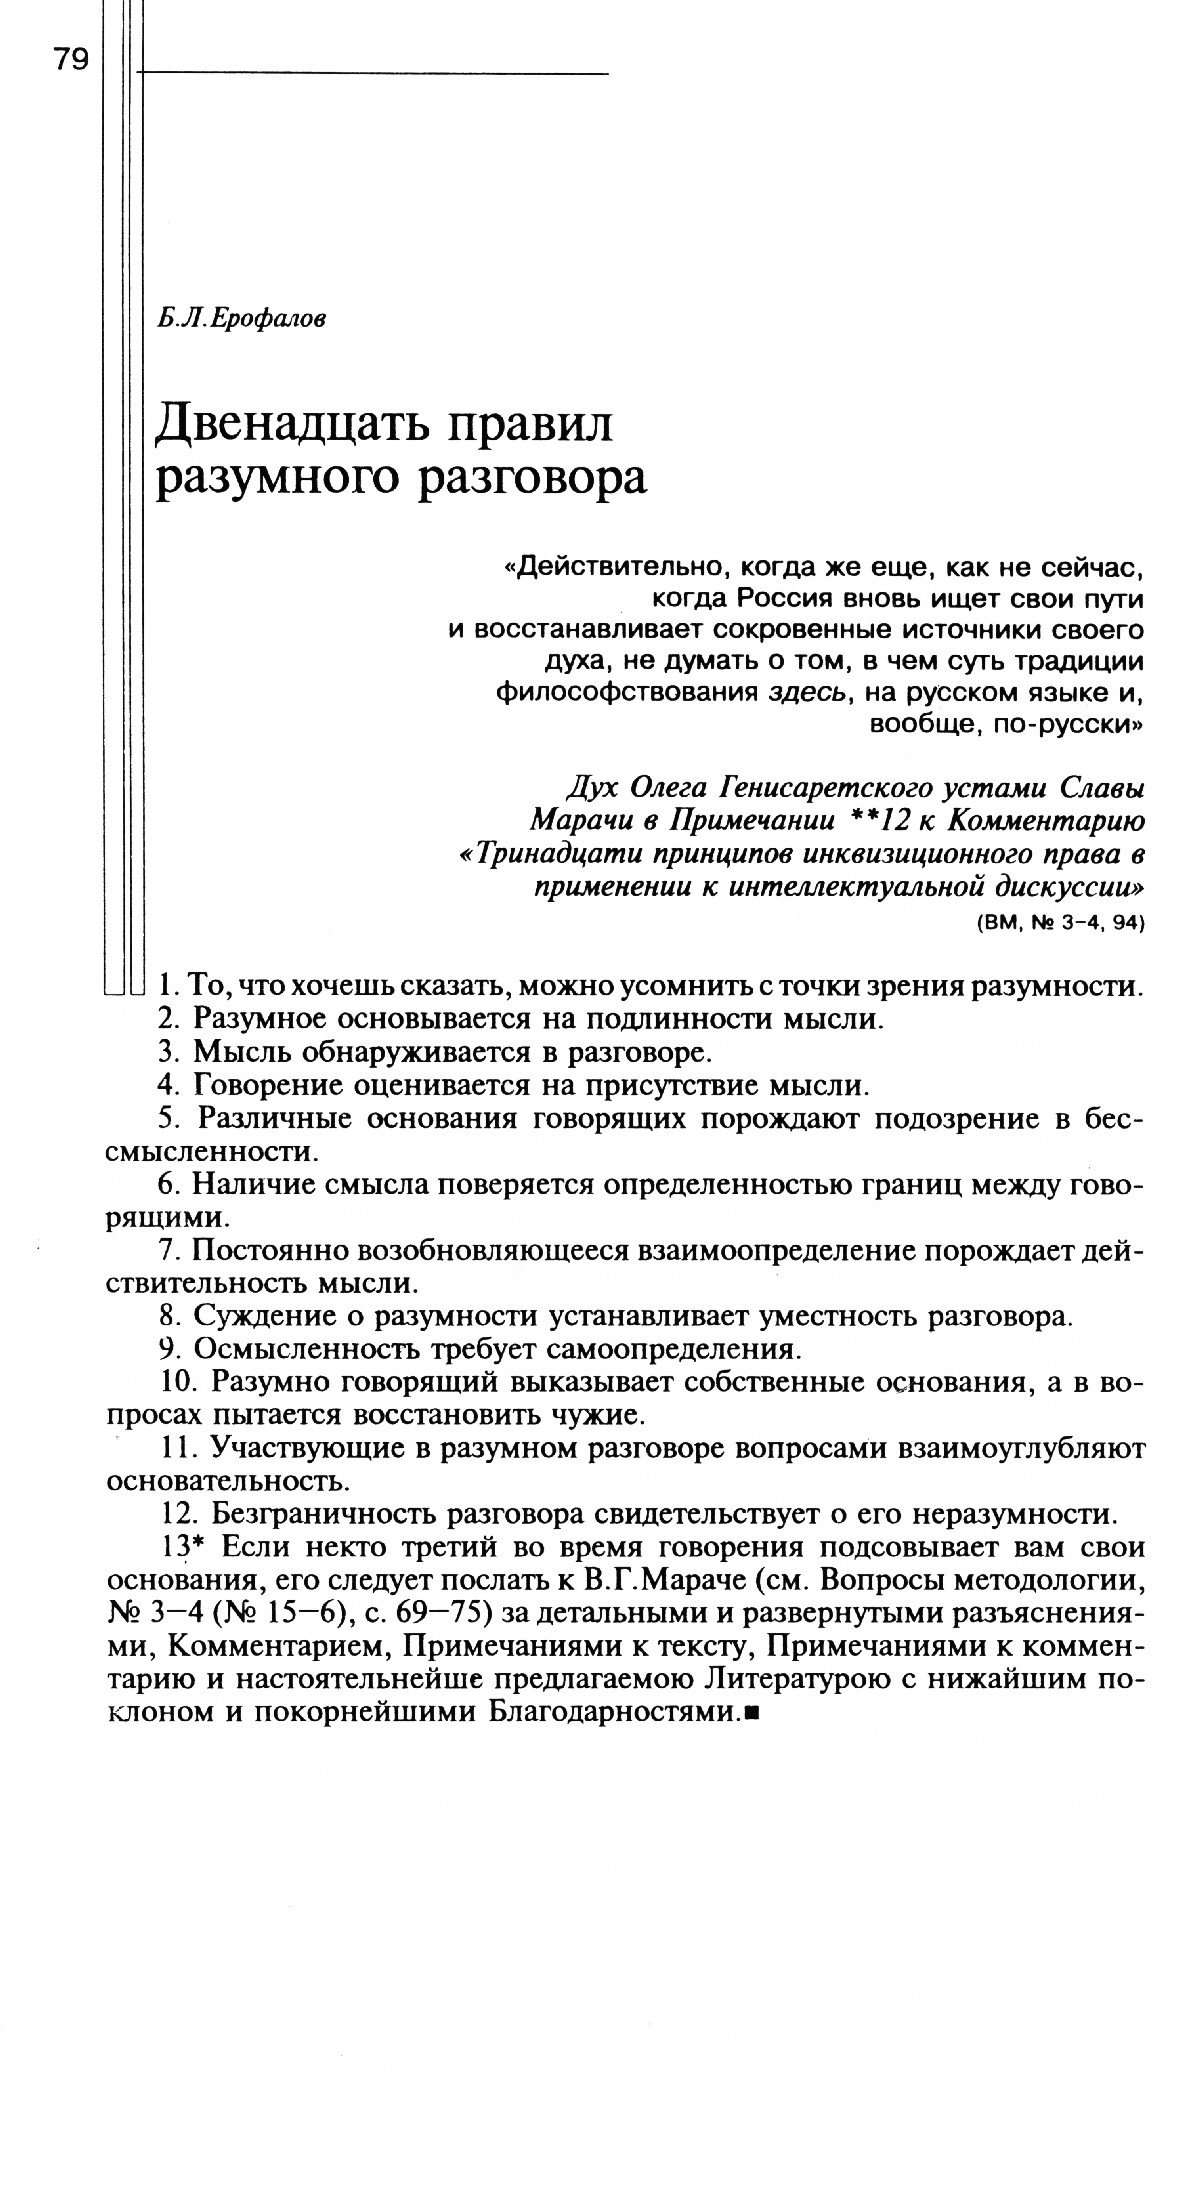 79
Б.Л.Ерофалов
Двенадцать правил
разумного разговора
«Действительно, когда же еще, как не сейчас,
когда Россия вновь ищет свои пути
и восстанавливает сокровенные источники своего
духа, не думать о том, в чем суть традиции
философствования здесь, на русском языке и,
вообще, по-русски»
Дух Олега Генисаретского устами Славы
Марачи в Примечании **12 к Комментарию
«Тринадцати принципов инквизиционного права в
применении к интеллектуальной дискуссии»
(ВМ, № 3–4, 94)
1. То, что хочешь сказать, можно усомнить с точки зрения разумности.
2. Разумное основывается на подлинности мысли.
3. Мысль обнаруживается в разговоре.
4. Говорение оценивается на присутствие мысли.
5. Различные основания говорящих порождают подозрение в бес-
смысленности.
6. Наличие смысла поверяется определенностью границ между гово-
рящими.
7. Постоянно возобновляющееся взаимоопределение порождает дей-
ствительность мысли.
8. Суждение о разумности устанавливает уместность разговора.
9. Осмысленность требует самоопределения.
10. Разумно говорящий выказывает собственные основания, а в во-
просах пытается восстановить чужие.
11. Участвующие в разумном разговоре вопросами взаимоуглубляют
основательность.
12. Безграничность разговора свидетельствует о его неразумности.
13* Если некто третий во время говорения подсовывает вам свои
основания, его следует послать к В.Г.Мараче (см. Вопросы методологии,
№ 3–4 (№ 15–6), с. 69–75) за детальными и развернутыми разъяснения-
ми, Комментарием, Примечаниями к тексту, Примечаниями к коммен-
тарию и настоятельнейше предлагаемою Литературою с нижайшим по-
клоном и покорнейшими Благодарностями.■